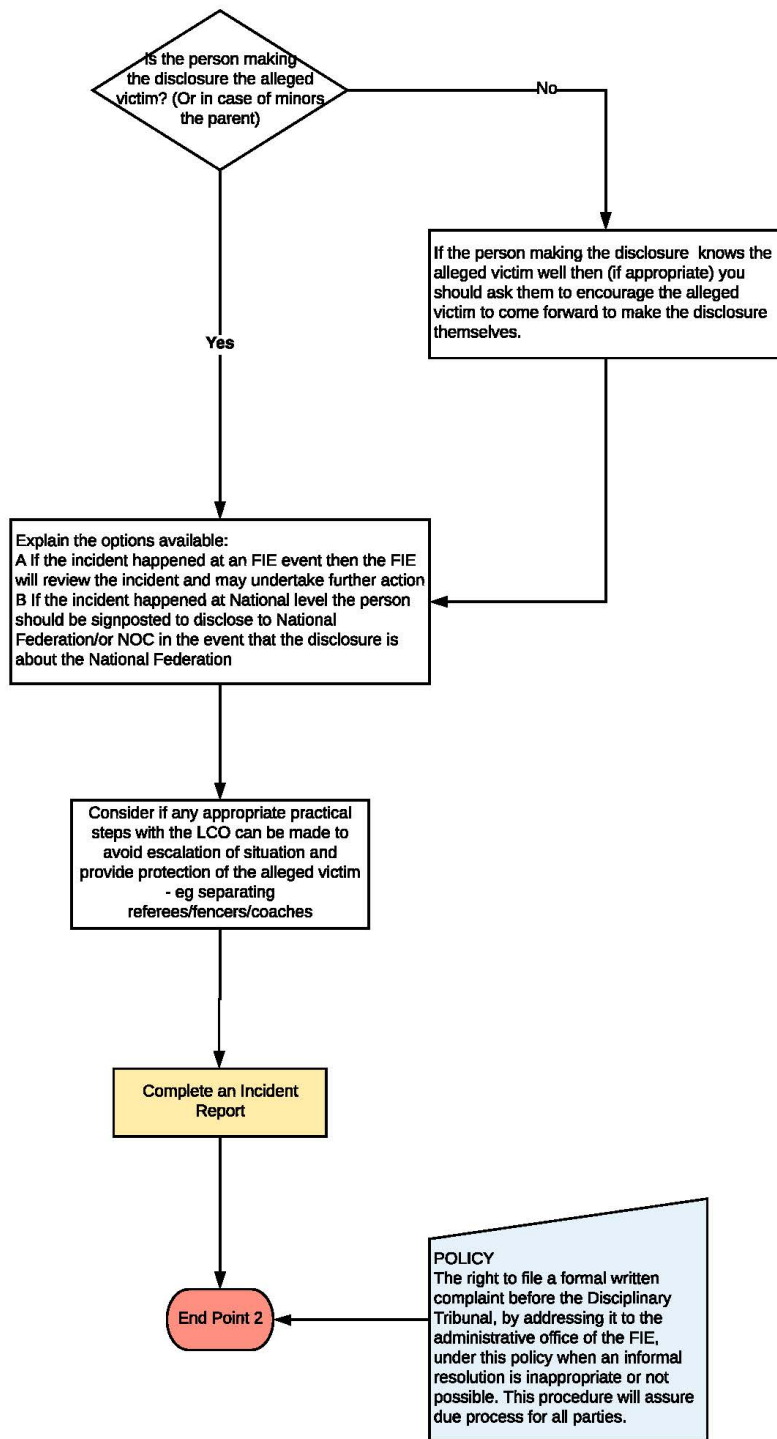 Is the person making
the disclosure the alleged
victim? (Or in case of minors
the parent)
No
If the person making the disclosure knows the
alleged victim well then (if appropriate) you
should ask them to encourage the alleged
victim to come forward to make the disclosure
themselves.
Yes
Explain the options available:
A If the incident happened at an FIE event then the FIE
will review the incident and may undertake further action
B If the incident happened at National level the person
should be signposted to disclose to National
Federation/or NOC in the event that the disclosure is
about the National Federation
Consider if any appropriate practical
steps with the LCO can be made to
avoid escalation of situation and
provide protection of the alleged victim
- eg separating
referees/fencers/coaches
Complete an Incident
Report
End Point 2
POLICY
The right to file a formal written
complaint before the Disciplinary
Tribunal, by addressing it to the
administrative office of the FIE,
under this policy when an informal
resolution is inappropriate or not
possible. This procedure will assure
due process for all parties.